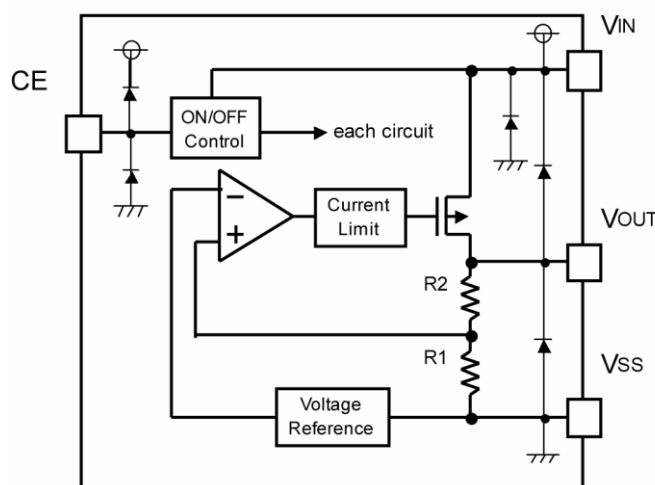 VIN
CE
ON/OFF
Control
each circuit
−
+
Current
Limit
VOUT
R2
R1
VSS
Voltage
Reference